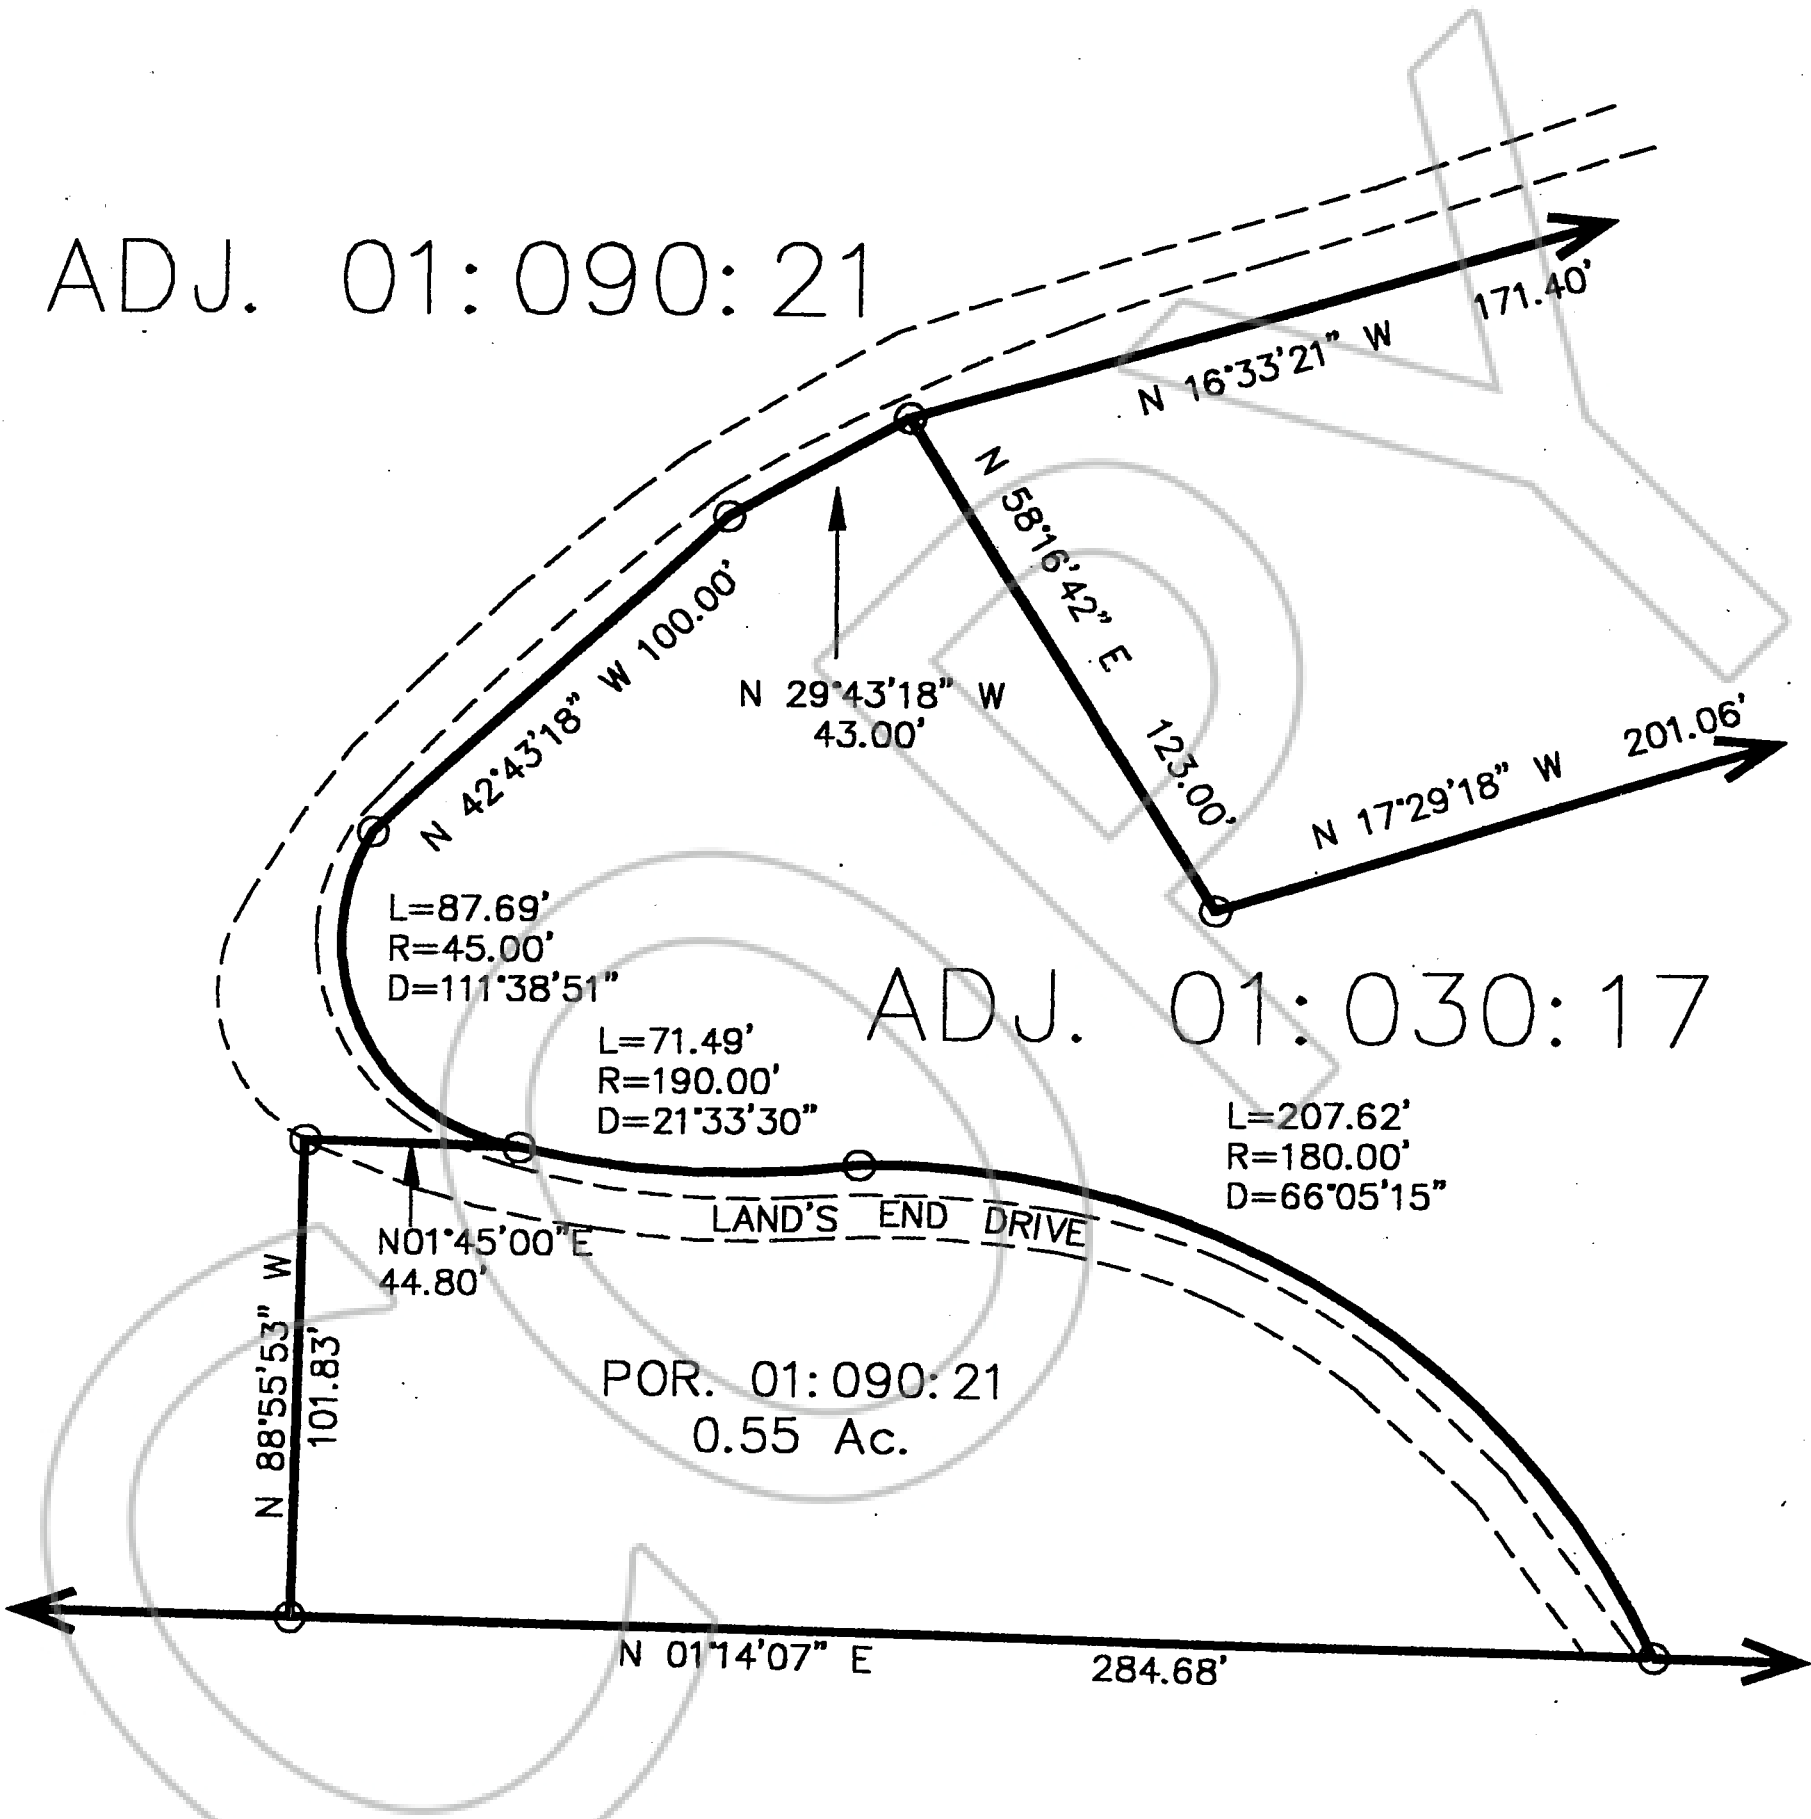 ADJ. 01:090:21
171.40'
N 16°33'21" W
N 58°16'42" E
123.00'
N 42°43'18" W 100.00'
N 29°43'18" W
43.00'
201.06'
N 17°29'18" W
L=87.69'
R=45.00'
D=111°38'51"
ADJ. 01:030:17
L=71.49'
R=190.00'
D=21°33'30"
L=207.62'
R=180.00'
D=66°05'15"
LAND'S END DRIVE
N01°45'00"E
44.80'
N 88°55'53" W
101.83'
POR. 01:090:21
0.55 Ac.
N 01°14'07" E 284.68'
COPY